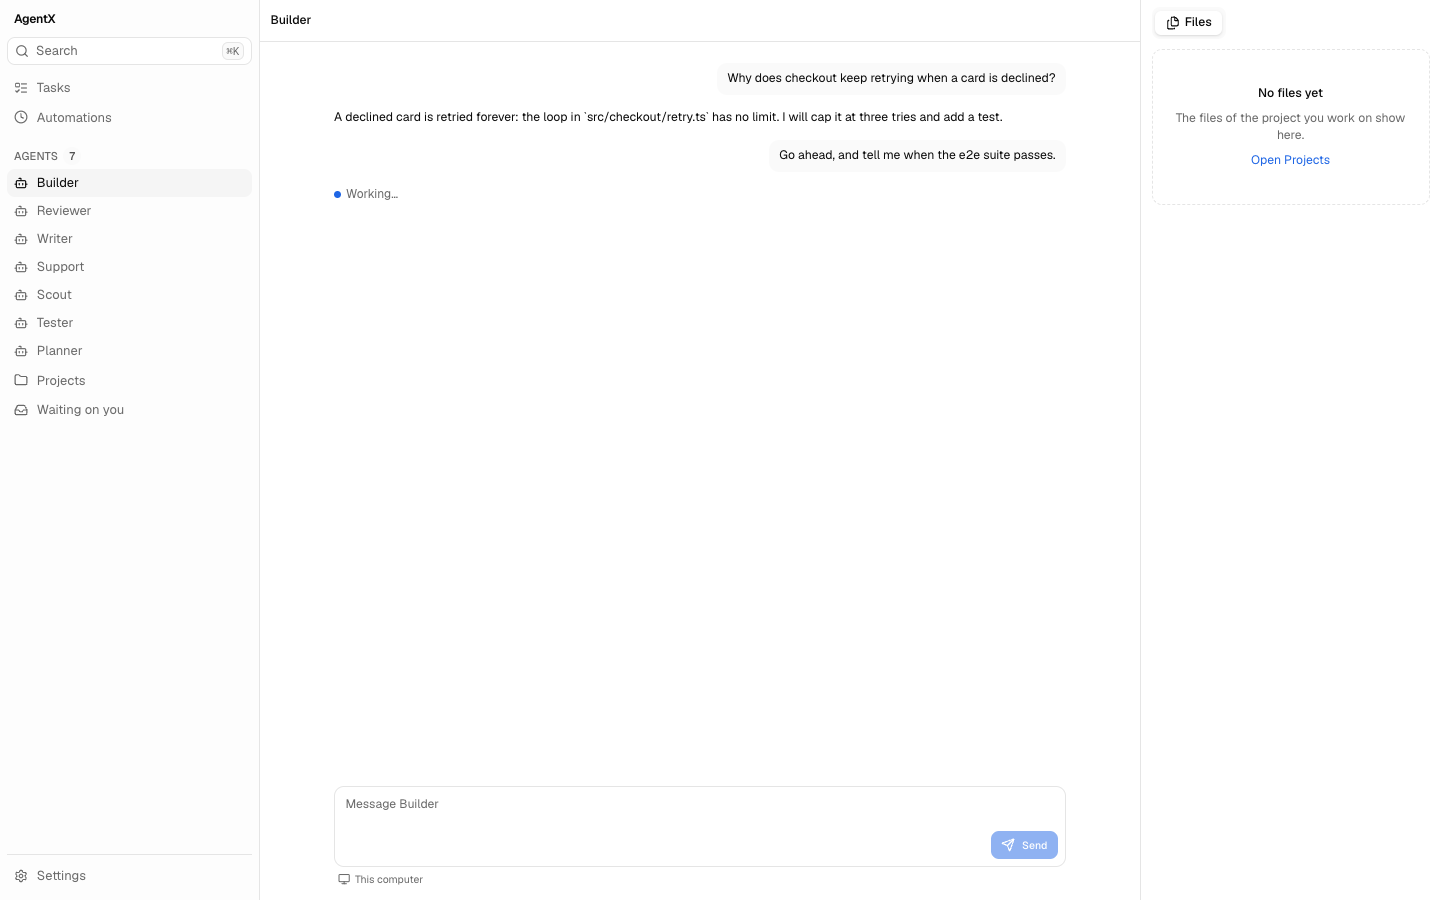 AgentX
Search ⌘K
Tasks
Automations
AGENTS 7
Builder
Reviewer
Writer
Support
Scout
Tester
Planner
Projects
Waiting on you
Settings
Builder
Why does checkout keep retrying when a card is declined?
A declined card is retried forever: the loop in `src/checkout/retry.ts` has no limit. I will cap it at three tries and add a test.
Go ahead, and tell me when the e2e suite passes.
Working…
Message Builder
Send
This computer
Files
No files yet
The files of the project you work on show
here.
Open Projects